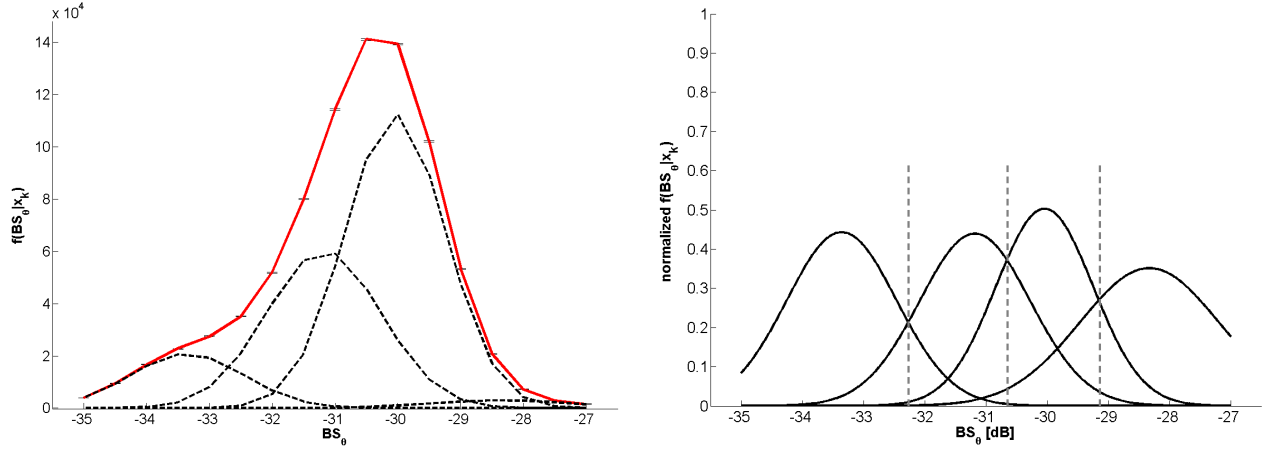 x 10⁴
14
12
10
8
6
4
2
0
f(BS_θ|x_k)
-35 -34 -33 -32 -31 -30 -29 -28 -27
BS_θ
1
0.9
0.8
0.7
0.6
0.5
0.4
0.3
0.2
0.1
0
normalized f(BS_θ|x_k)
-35 -34 -33 -32 -31 -30 -29 -28 -27
BS_θ [dB]